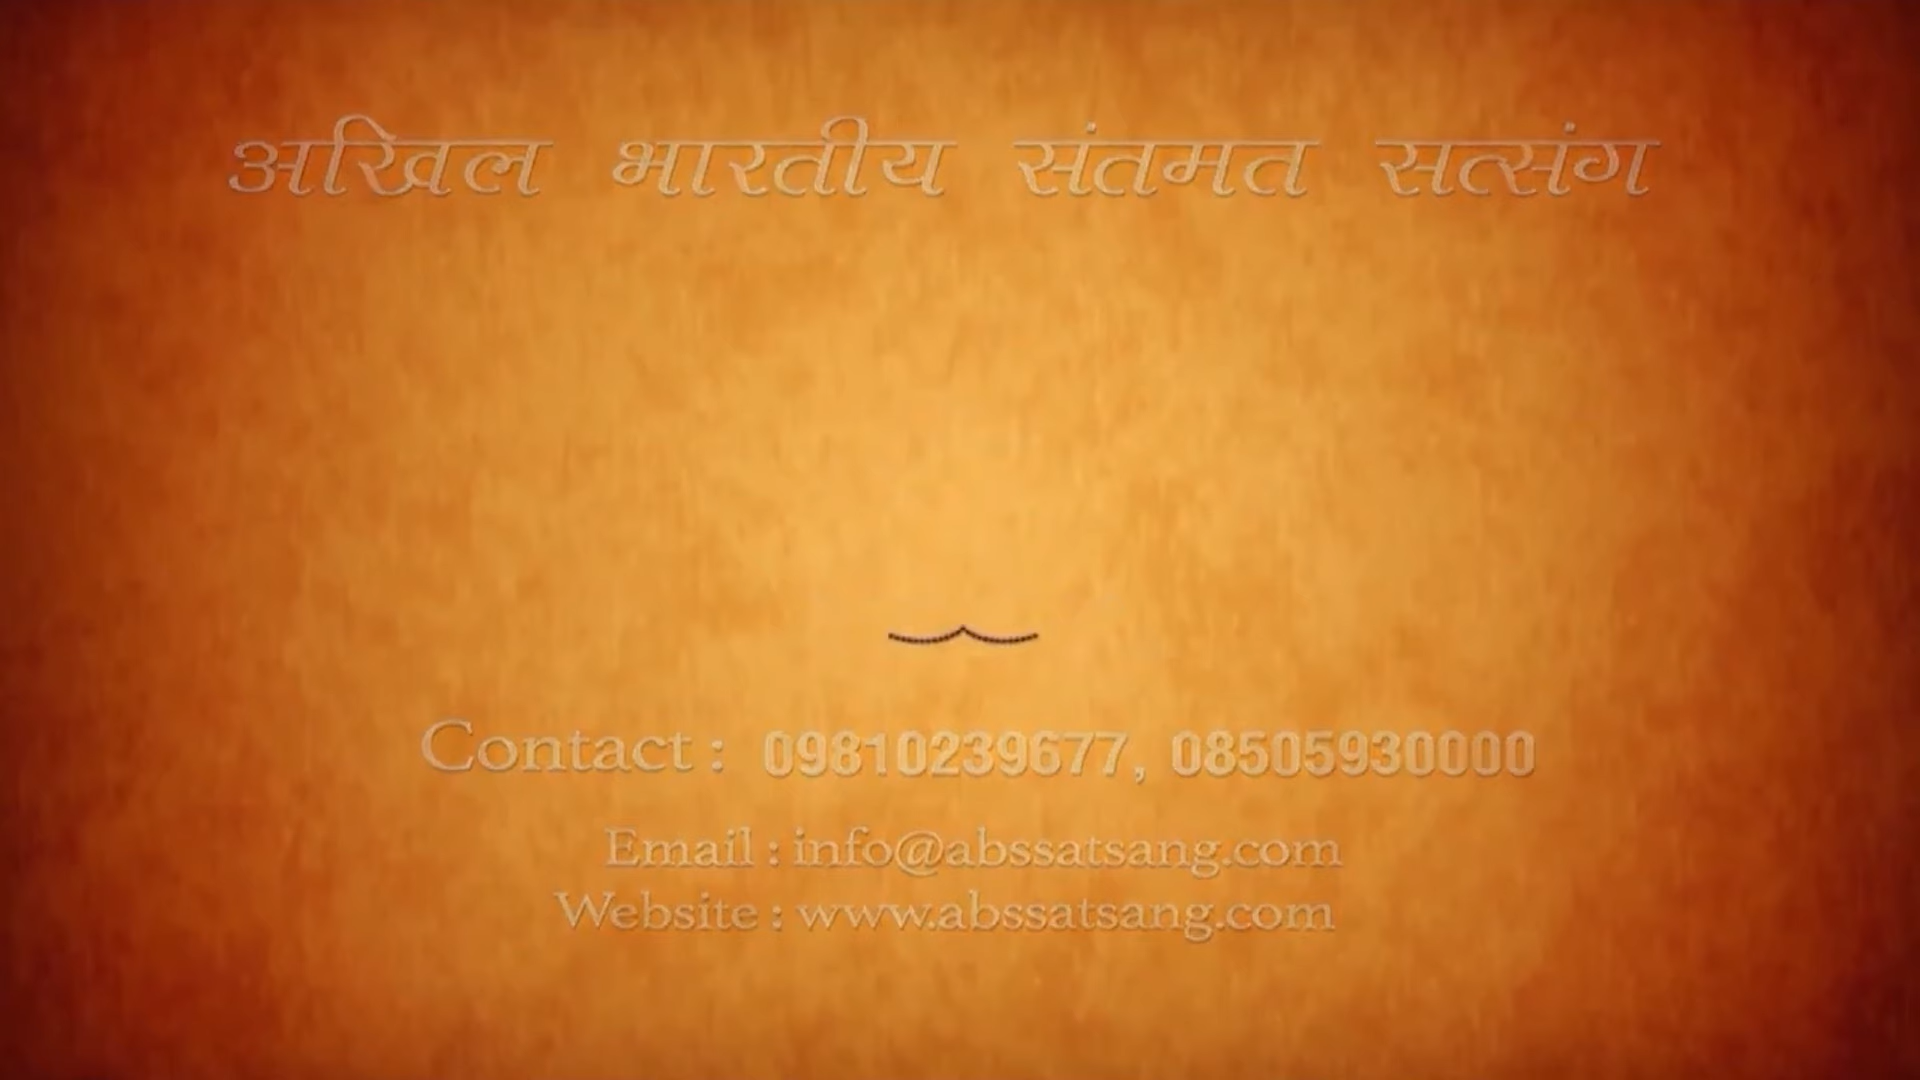 अखिल भारतीय संतमत सत्संग
Contact : 09810239677, 08505930000
Email : info@abssatsang.com
Website : www.abssatsang.com